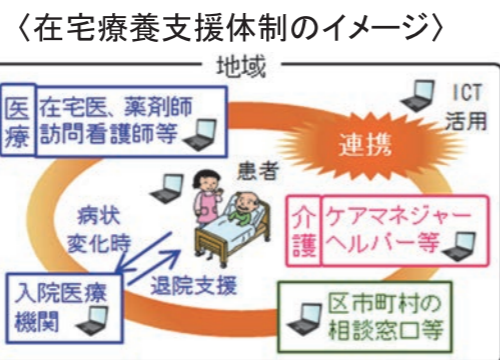 〈在宅療養支援体制のイメージ〉
地域
ICT
活用
医療
在宅医、薬剤師
訪問看護師等
連携
患者
病状
変化時
介護
ケアマネジャー
ヘルパー等
退院支援
入院医療
機関
区市町村の
相談窓口等